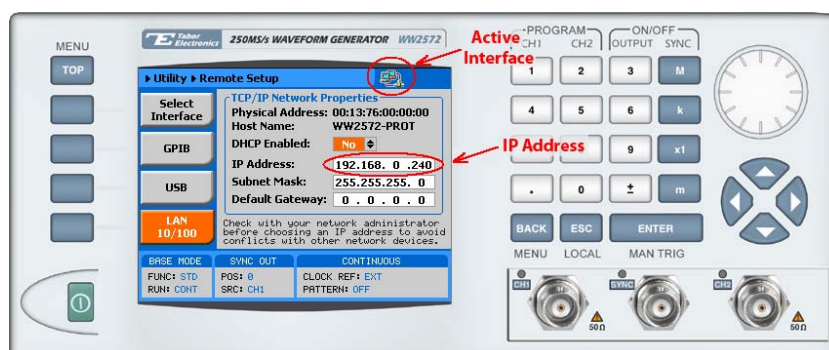 MENU
TOP
Tabor Electronics
250MS/s WAVEFORM GENERATOR WW2572
Utility Remote Setup
Select Interface
GPIB
USB
LAN 10/100
TCP/IP Network Properties
Physical Address: 00:13:76:00:00:00
Host Name: WW2572-PROT
DHCP Enabled: No
IP Address: 192.168. 0 .240
Subnet Mask: 255.255.255. 0
Default Gateway: 0 . 0 . 0 . 0
Check with your network administrator
before choosing an IP address to avoid
conflicts with other network devices.
BASE MODE
FUNC: STD
RUN: CONT
SYNC OUT
POS: 0
SRC: CH1
CONTINUOUS
CLOCK REF: EXT
PATTERN: OFF
Active
Interface
IP Address
PROGRAM
CH1 CH2
ON/OFF
OUTPUT SYNC
1 2 3 M
4 5 6 k
9 x1
. 0 ± m
BACK ESC ENTER
MENU LOCAL MAN TRIG
CH1 SYNC CH2
50Ω 50Ω